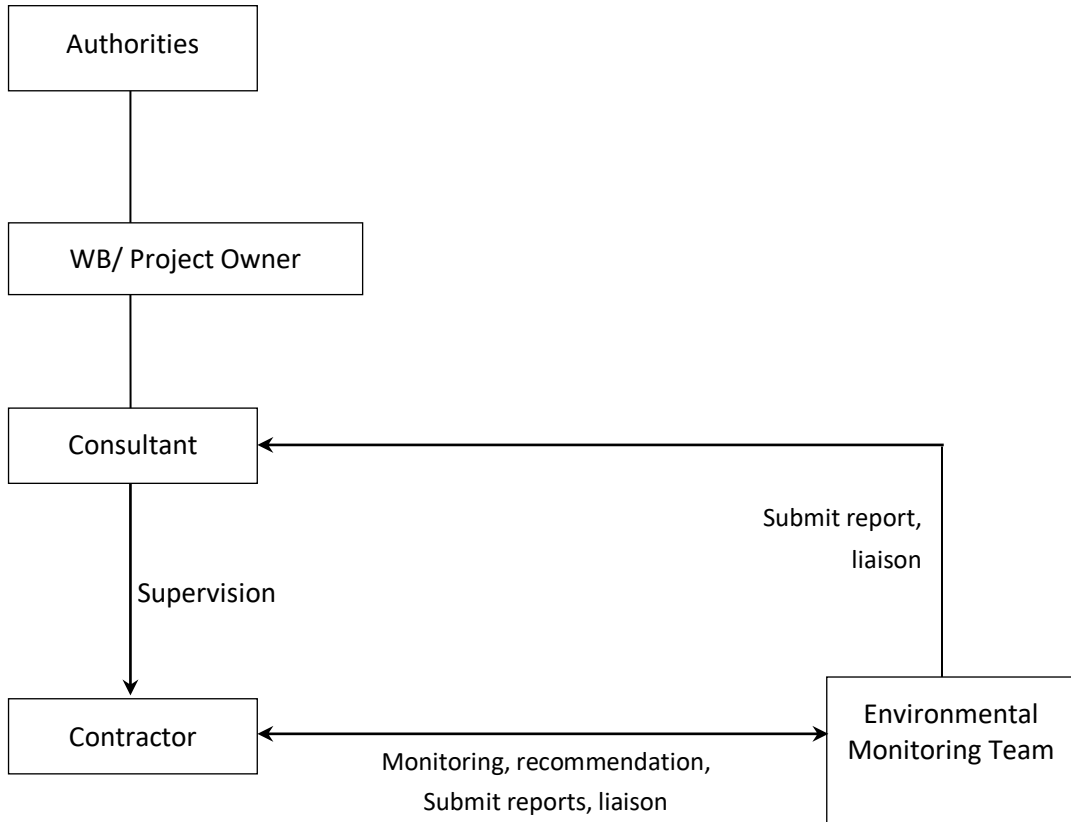 Authorities
WB/ Project Owner
Consultant
Submit report,
liaison
Supervision
Contractor
Environmental
Monitoring Team
Monitoring, recommendation,
Submit reports, liaison